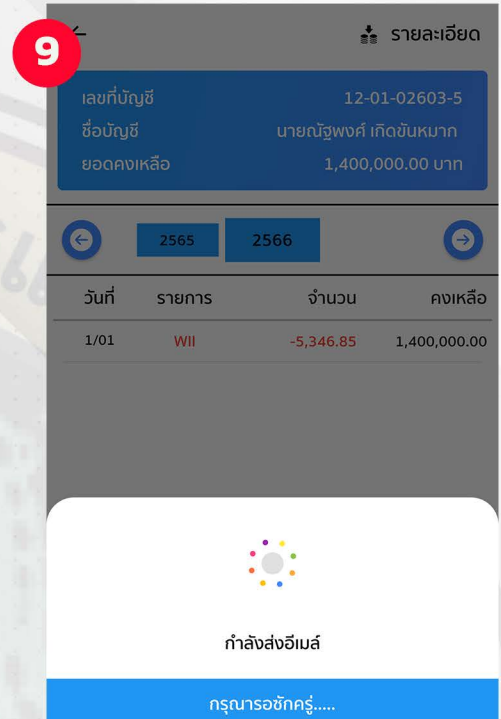 9
รายละเอียด
เลขที่บัญชี 12-01-02603-5
ชื่อบัญชี นายณัฐพงศ์ เกิดขันหมาก
ยอดคงเหลือ 1,400,000.00 บาท
2565 2566
วันที่ รายการ จำนวน คงเหลือ
1/01 WII -5,346.85 1,400,000.00
กำลังส่งอีเมล์
กรุณารอซักครู่.....